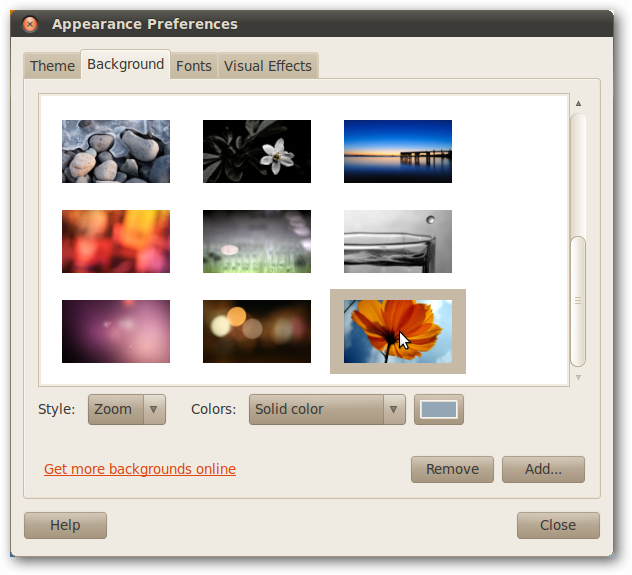 Appearance Preferences
Theme Background Fonts Visual Effects
Style: Zoom Colors: Solid color
Get more backgrounds online Remove Add...
Help Close